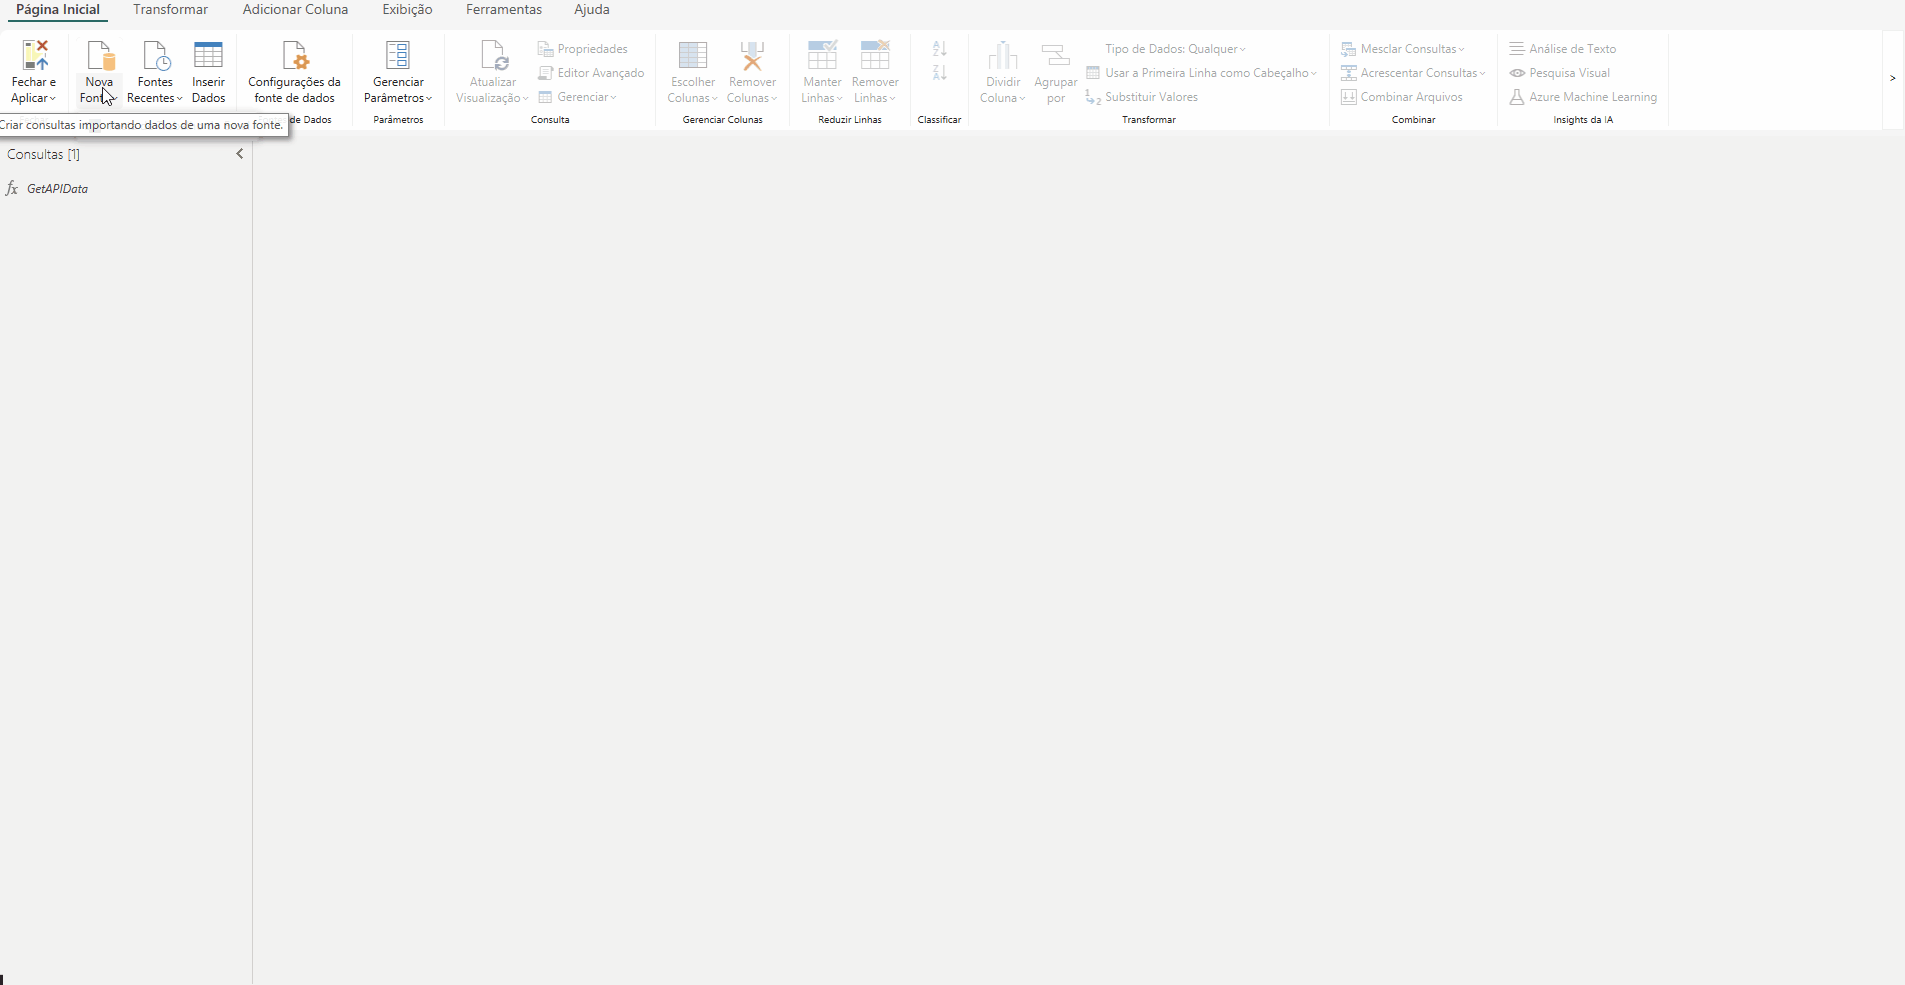 Página Inicial Transformar Adicionar Coluna Exibição Ferramentas Ajuda
Fechar e
Aplicar
Nova
Fontes
Recentes
Inserir
Dados
Configurações da
fonte de dados
de Dados
Gerenciar
Parâmetros
Parâmetros
Atualizar
Visualização
Propriedades
Editor Avançado
Gerenciar
Consulta
Escolher
Colunas
Remover
Colunas
Gerenciar Colunas
Manter
Linhas
Remover
Linhas
Reduzir Linhas
A
Z
Z
A
Classificar
Dividir
Coluna
Agrupar
por
Tipo de Dados: Qualquer
Usar a Primeira Linha como Cabeçalho
1 2 Substituir Valores
Transformar
Mesclar Consultas
Acrescentar Consultas
Combinar Arquivos
Combinar
Análise de Texto
Pesquisa Visual
Azure Machine Learning
Insights da IA
Criar consultas importando dados de uma nova fonte.
Consultas [1]
fx GetAPIData